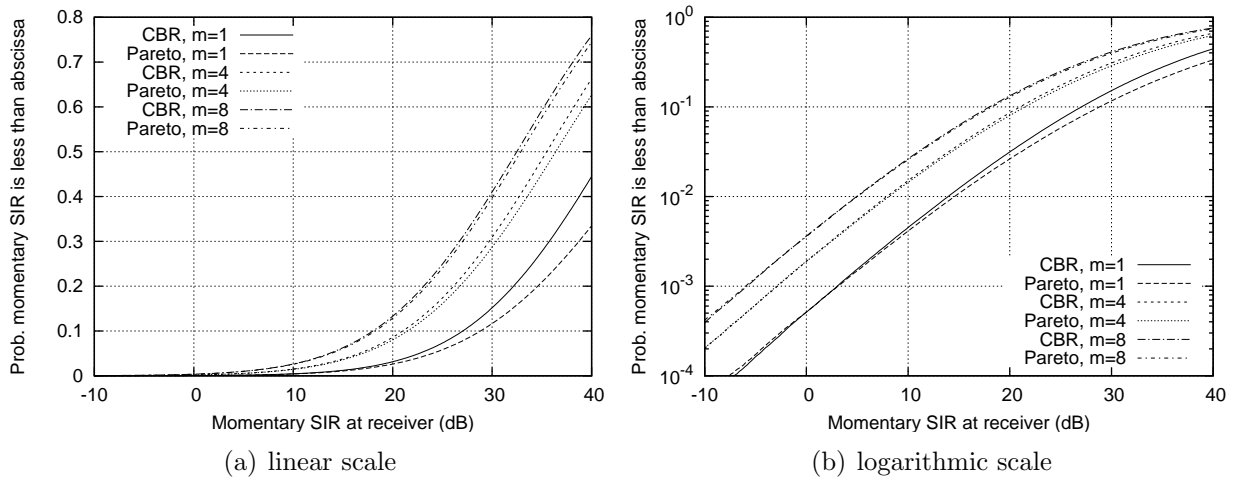 Prob. momentary SIR is less than abscissa
0.8
0.7
0.6
0.5
0.4
0.3
0.2
0.1
0
CBR, m=1
Pareto, m=1
CBR, m=4
Pareto, m=4
CBR, m=8
Pareto, m=8
-10 0 10 20 30 40
Momentary SIR at receiver (dB)
(a) linear scale
Prob. momentary SIR is less than abscissa
10^0
10^-1
10^-2
10^-3
10^-4
CBR, m=1
Pareto, m=1
CBR, m=4
Pareto, m=4
CBR, m=8
Pareto, m=8
-10 0 10 20 30 40
Momentary SIR at receiver (dB)
(b) logarithmic scale